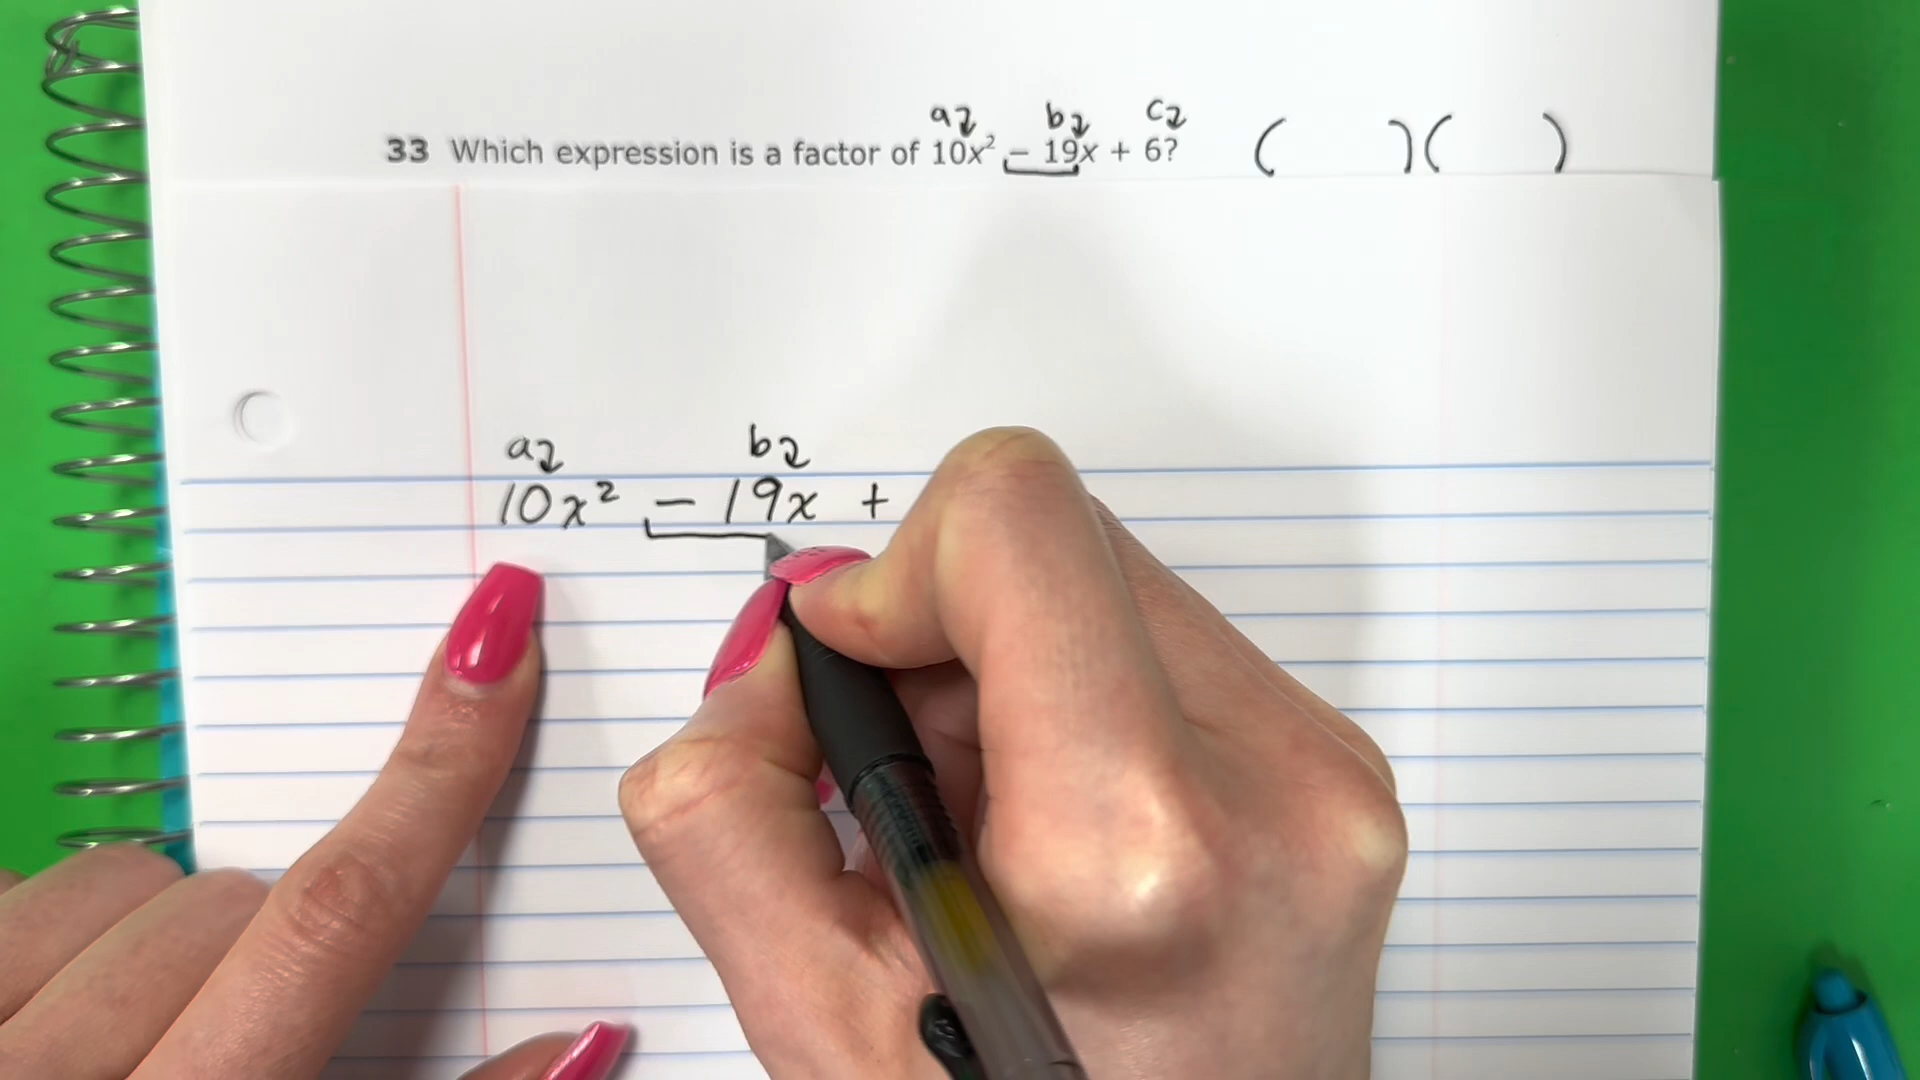 a b c
33 Which expression is a factor of 10x² − 19x + 6? ( )( )
a b
10x² − 19x +